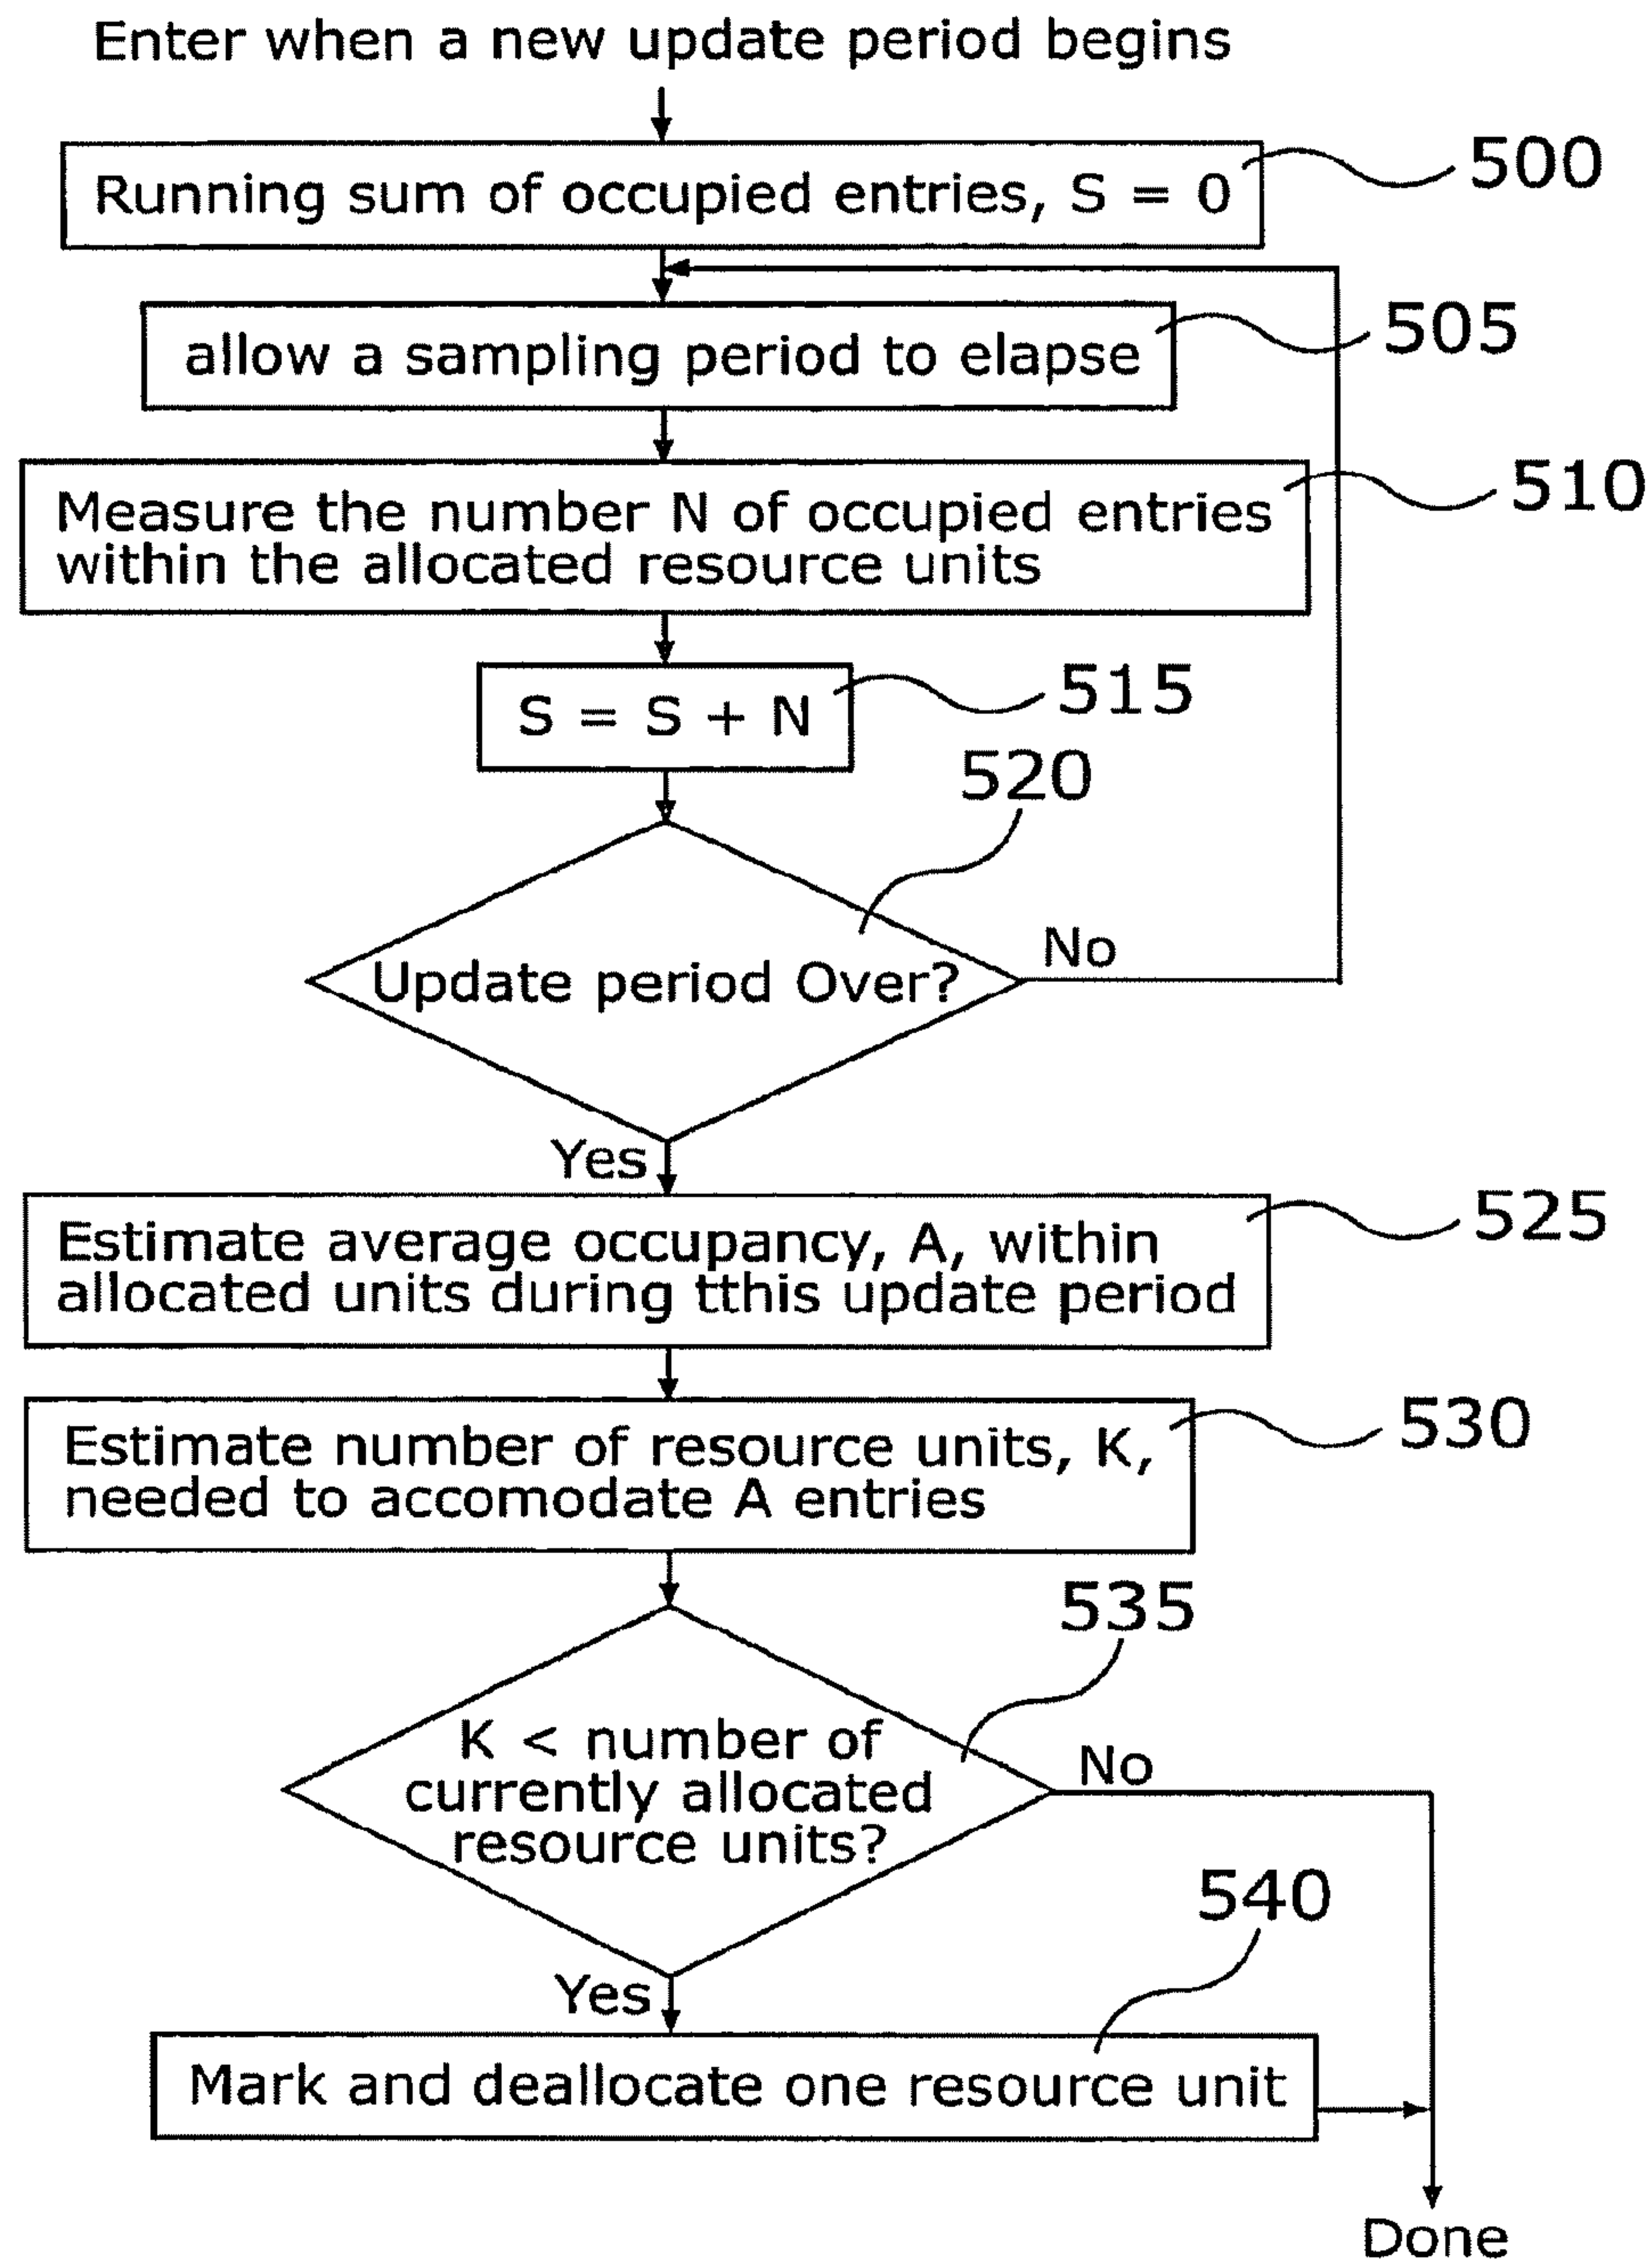 Enter when a new update period begins
Running sum of occupied entries, S = 0
500
allow a sampling period to elapse
505
Measure the number N of occupied entries
within the allocated resource units
510
S = S + N
515
520
Update period Over?
No
Yes
Estimate average occupancy, A, within
allocated units during tthis update period
525
Estimate number of resource units, K,
needed to accomodate A entries
530
535
K < number of
currently allocated
resource units?
No
Yes
540
Mark and deallocate one resource unit
Done